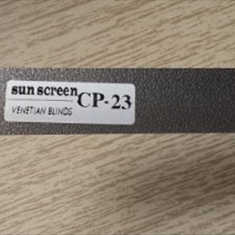 sun screen CP-23
VENETIAN BLINDS